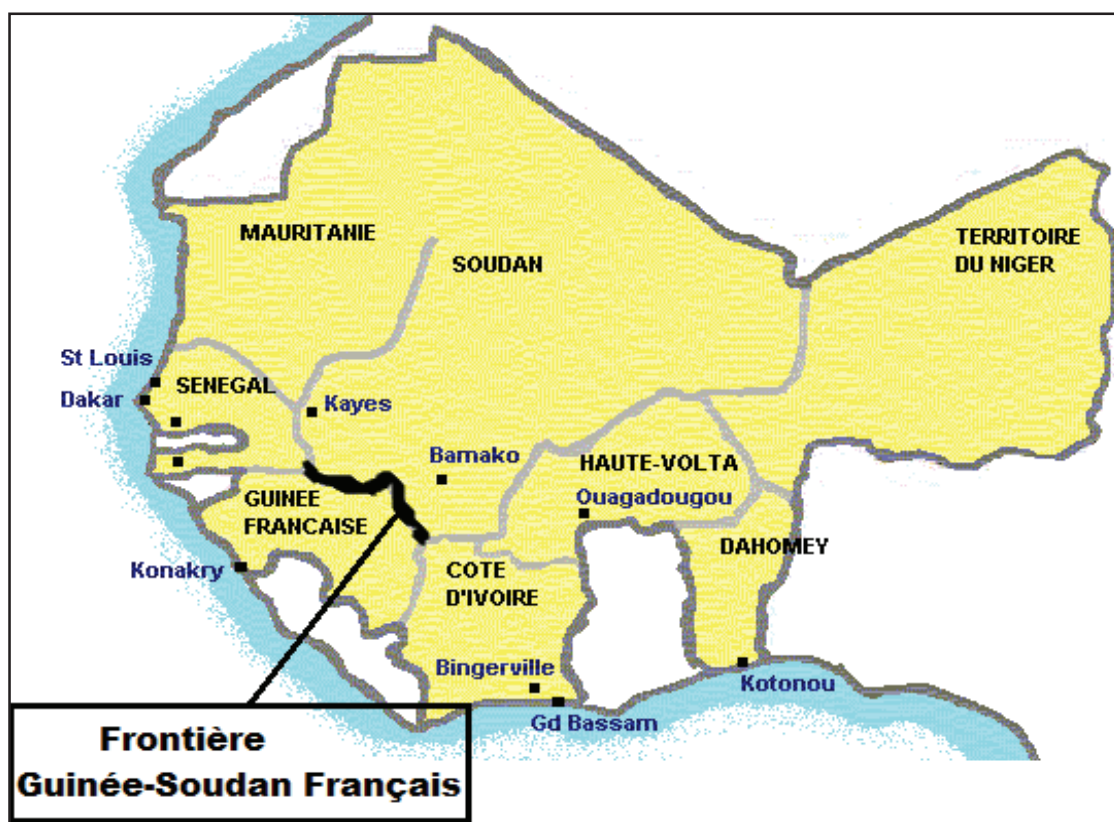 MAURITANIE
SOUDAN
TERRITOIRE
DU NIGER
St Louis
SENEGAL
Dakar
Kayes
Bamako
HAUTE-VOLTA
GUINEE
FRANCAISE
Ouagadougou
DAHOMEY
Konakry
COTE
D'IVOIRE
Bingerville
Kotonou
Gd Bassam
Frontière
Guinée-Soudan Français